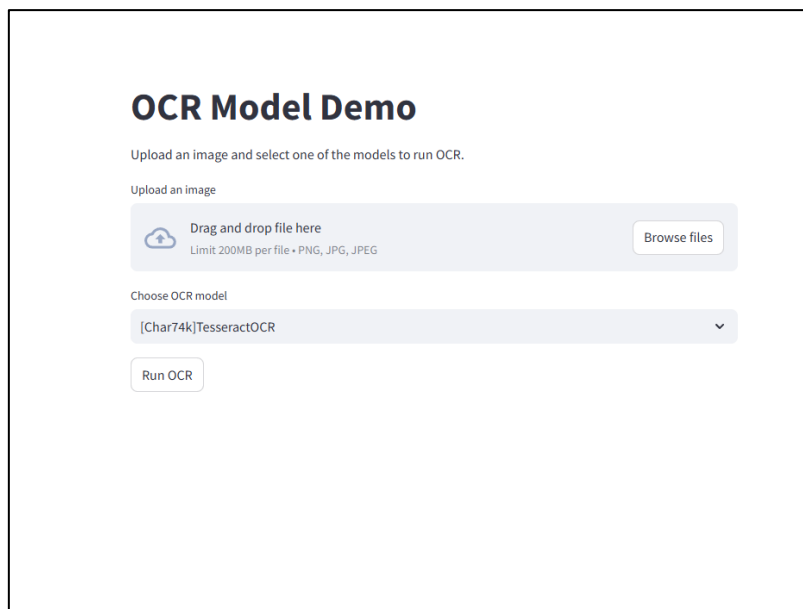 OCR Model Demo
Upload an image and select one of the models to run OCR.
Upload an image
Drag and drop file here
Limit 200MB per file • PNG, JPG, JPEG
Browse files
Choose OCR model
[Char74k]TesseractOCR
Run OCR